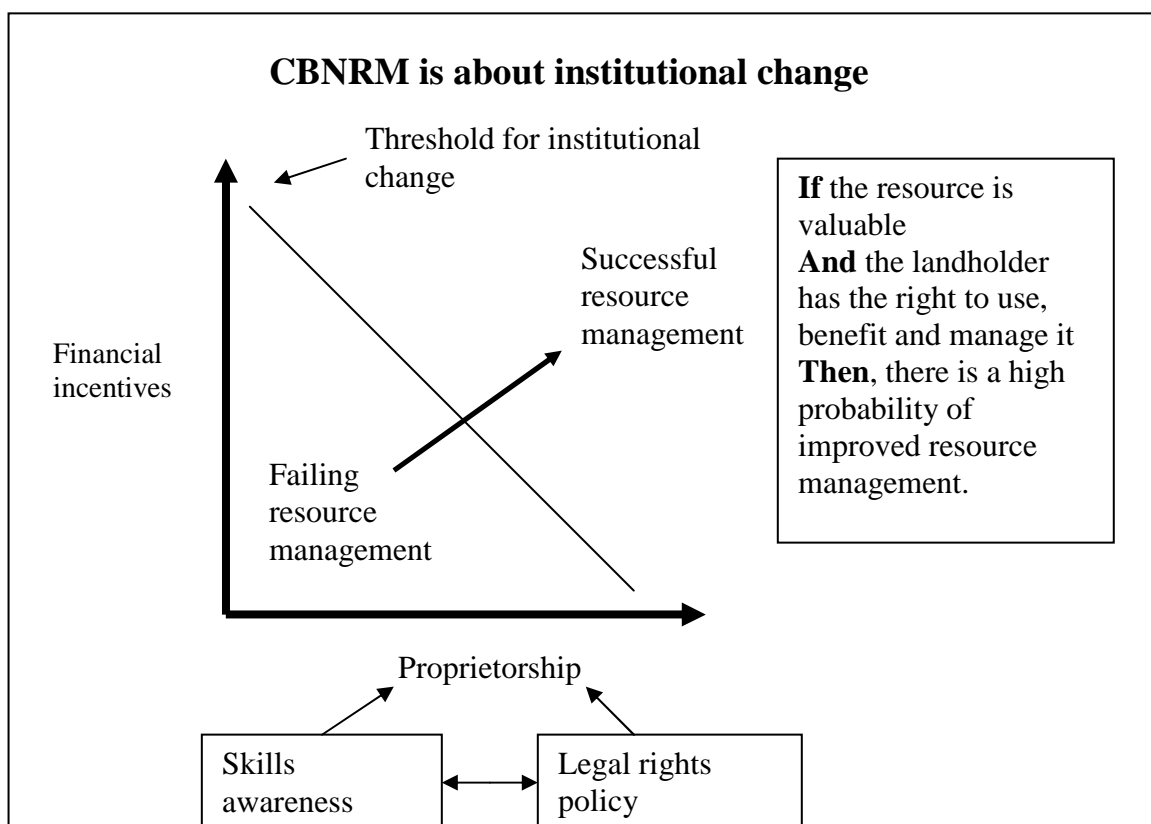 CBNRM is about institutional change
Threshold for institutional
change
If the resource is
valuable
And the landholder
has the right to use,
benefit and manage it
Then, there is a high
probability of
improved resource
management.
Successful
resource
management
Financial
incentives
Failing
resource
management
Proprietorship
Skills
awareness
Legal rights
policy